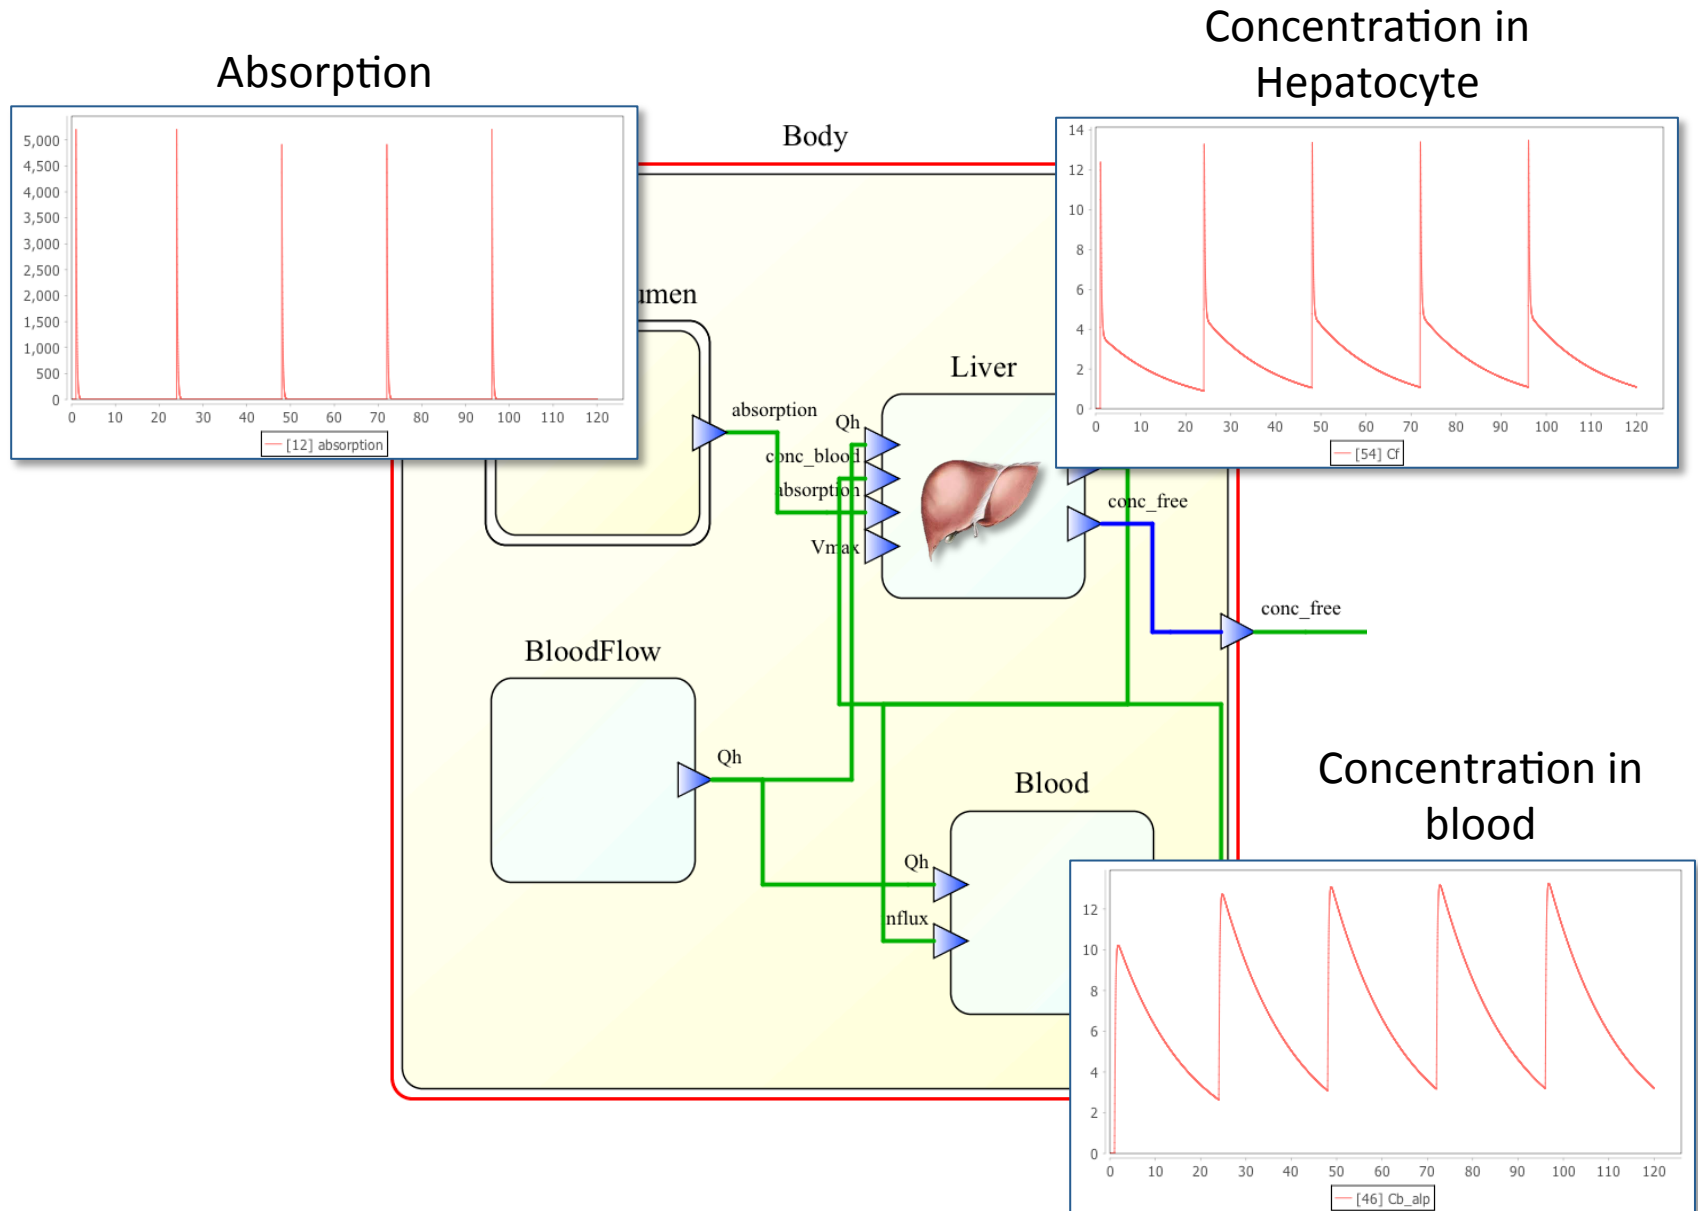 Absorption
5,000
4,500
4,000
3,500
3,000
2,500
2,000
1,500
1,000
500
0
0 10 20 30 40 50 60 70 80 90 100 110 120
[12] absorption
Concentration in
Hepatocyte
14
12
10
8
6
4
2
0
0 10 20 30 40 50 60 70 80 90 100 110 120
[54] Cf
Body
umen
absorption
Liver
Qh
conc_blood
absorption
Vmax
conc_free
conc_free
BloodFlow
Qh
Blood
Qh
nflux
Concentration in
blood
12
10
8
6
4
2
0
0 10 20 30 40 50 60 70 80 90 100 110 120
[46] Cb_alp